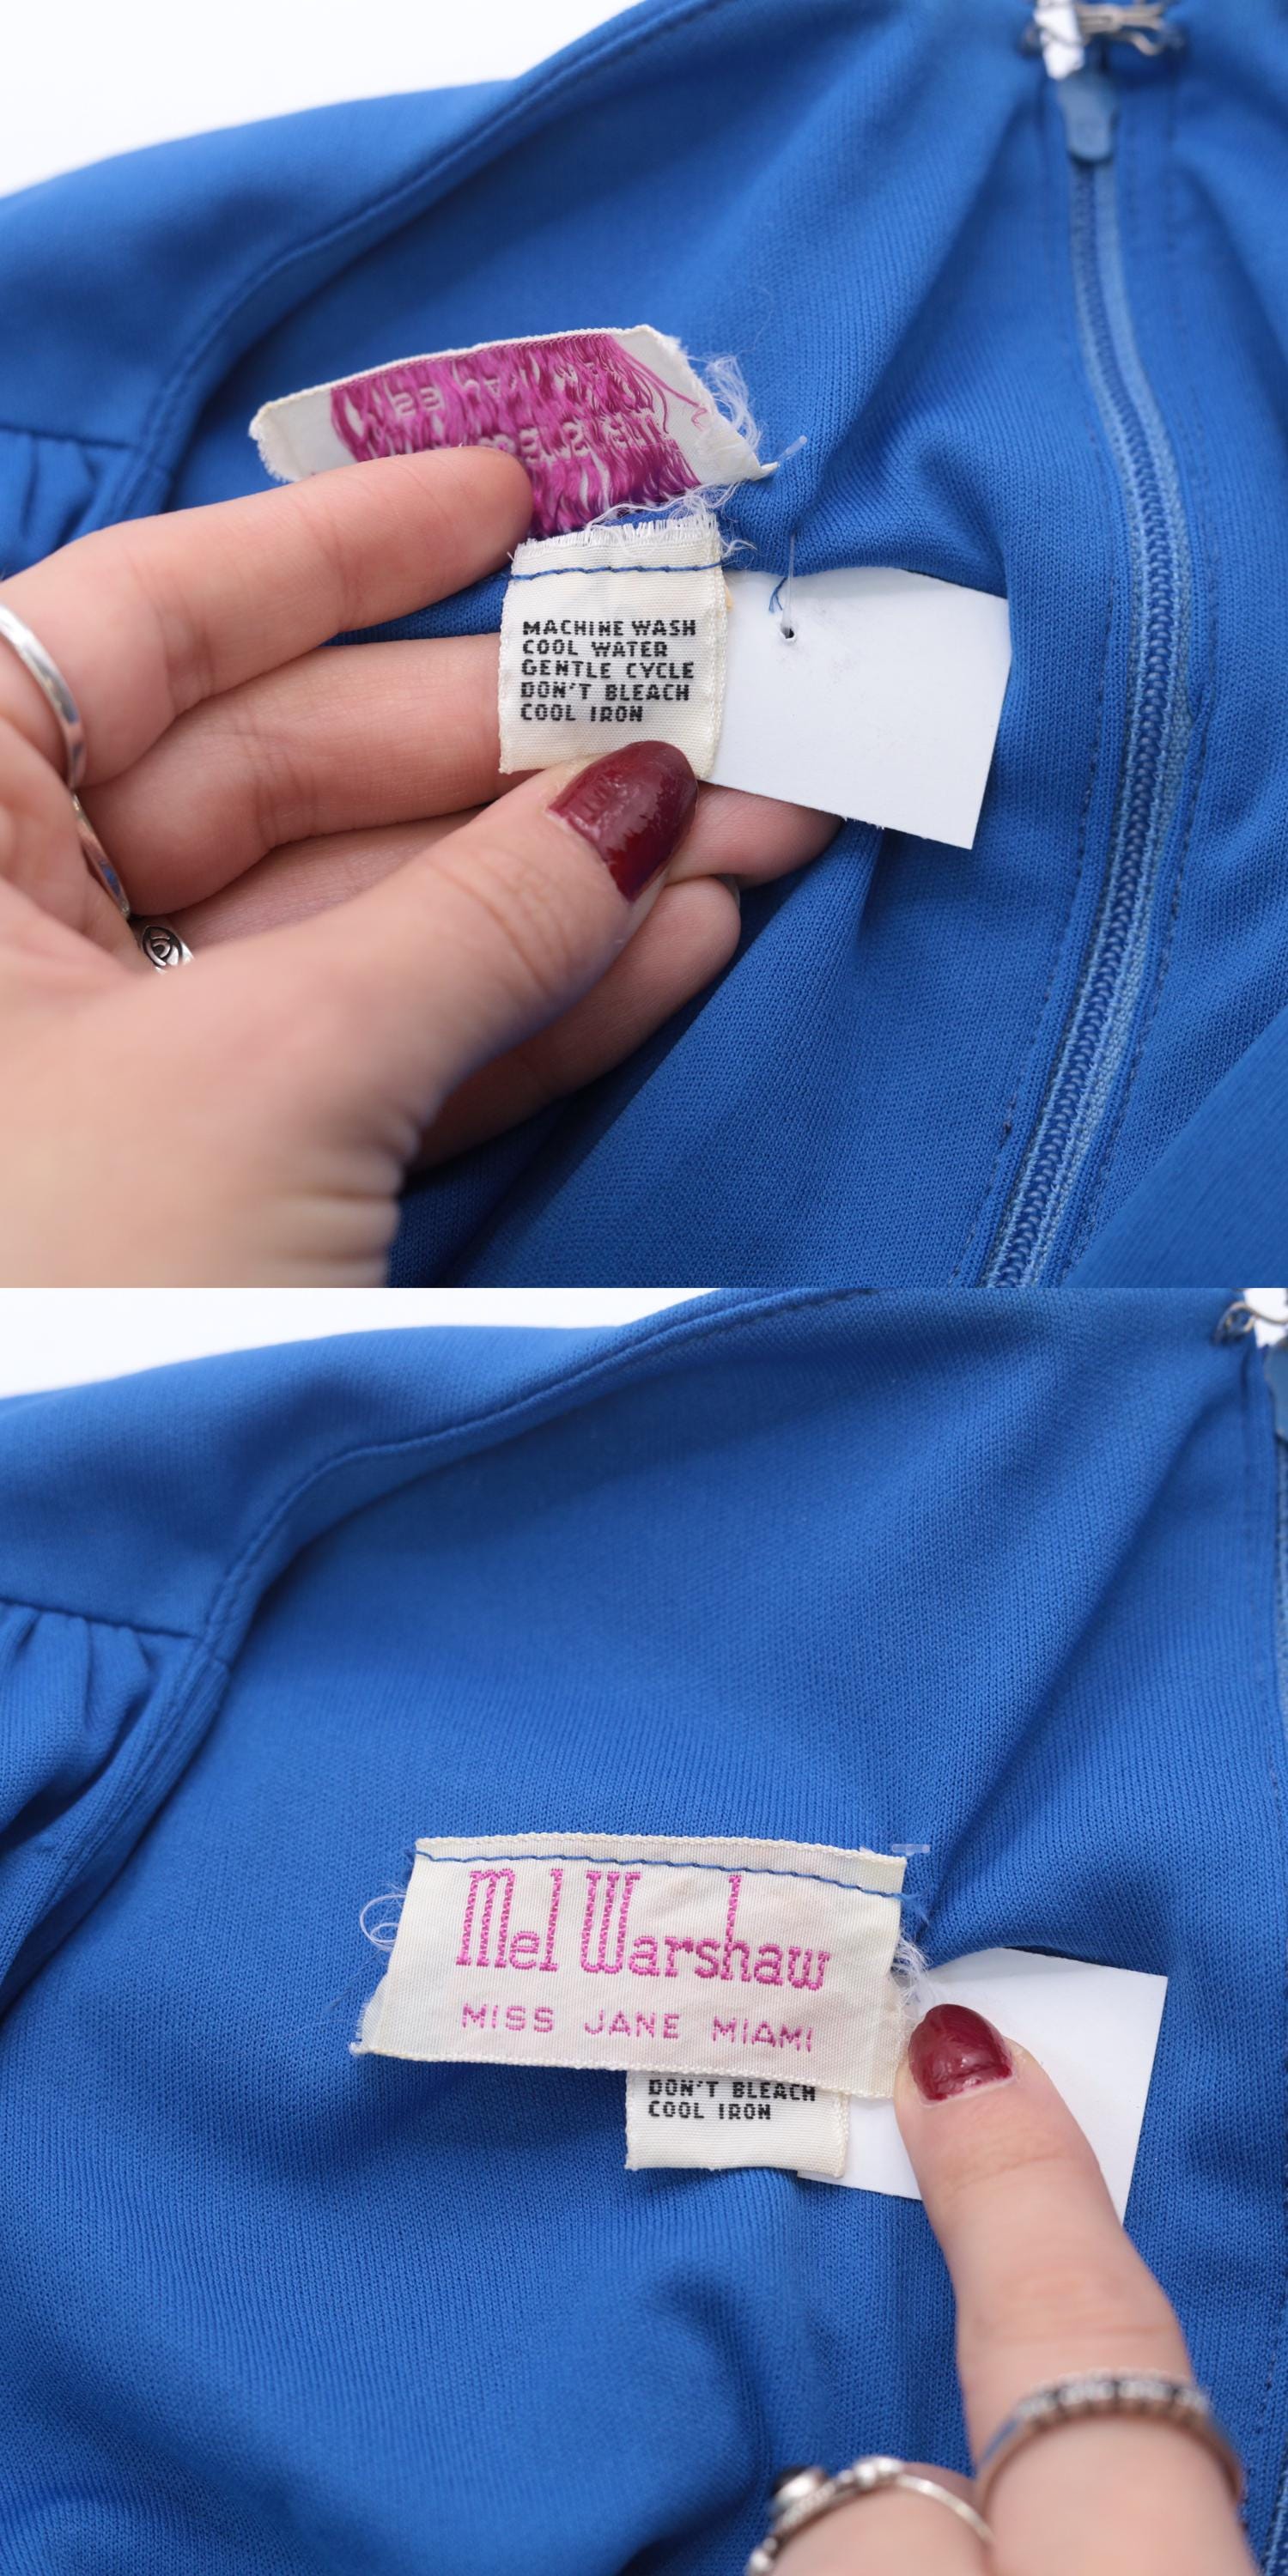 MACHINE WASH
COOL WATER
GENTLE CYCLE
DON'T BLEACH
COOL IRON
Mel Warshaw
MISS JANE MIAMI
DON'T BLEACH
COOL IRON